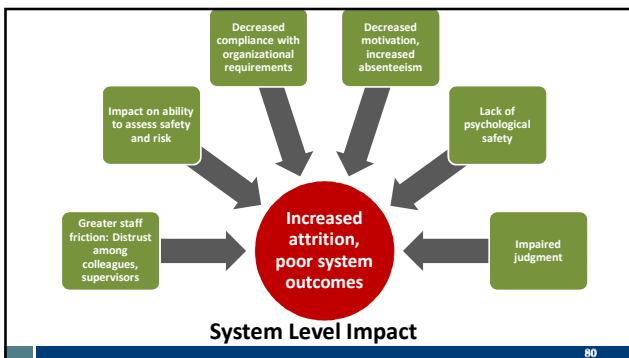 Decreased
compliance with
organizational
requirements
Decreased
motivation,
increased
absenteeism
Impact on ability
to assess safety
and risk
Lack of
psychological
safety
Greater staff
friction: Distrust
among
colleagues,
supervisors
Increased
attrition,
poor system
outcomes
Impaired
judgment
System Level Impact
80